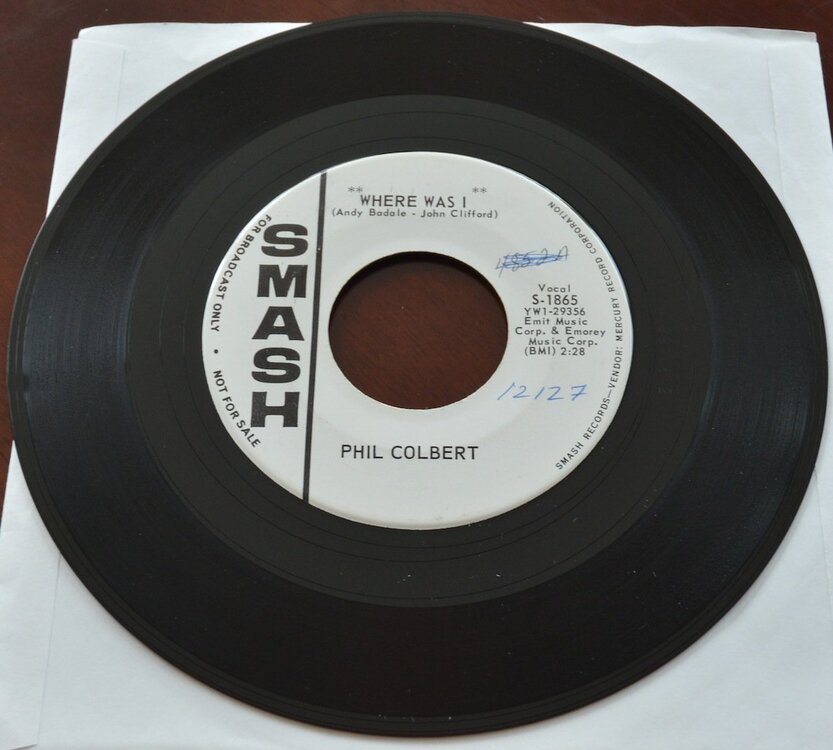 **WHERE WAS I**
(Andy Badale - John Clifford)
SMASH
FOR BROADCAST ONLY • NOT FOR SALE
Vocal
S-1865
YW1-29356
Emit Music
Corp. & Emorey
Music Corp.
(BMI) 2:28
12127
PHIL COLBERT
SMASH RECORDS—VENDOR: MERCURY RECORD CORPORATION